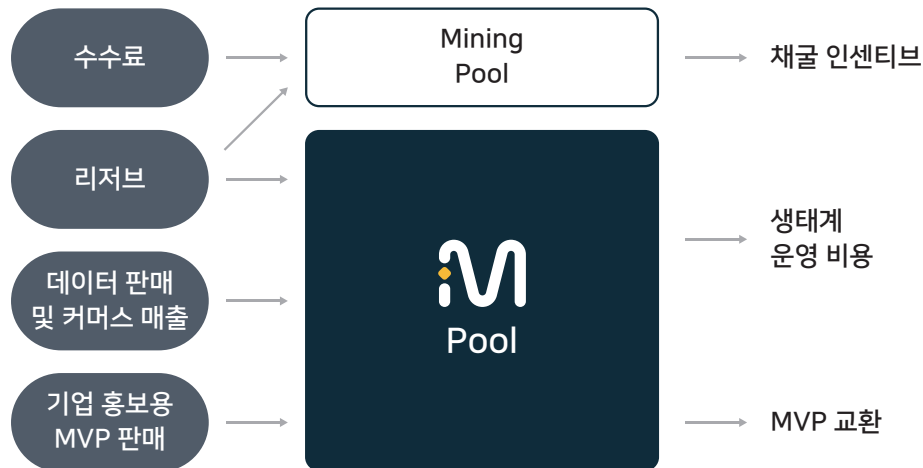 수수료
Mining
Pool
채굴 인센티브
리저브
데이터 판매
및 커머스 매출
M
Pool
생태계
운영 비용
기업 홍보용
MVP 판매
MVP 교환